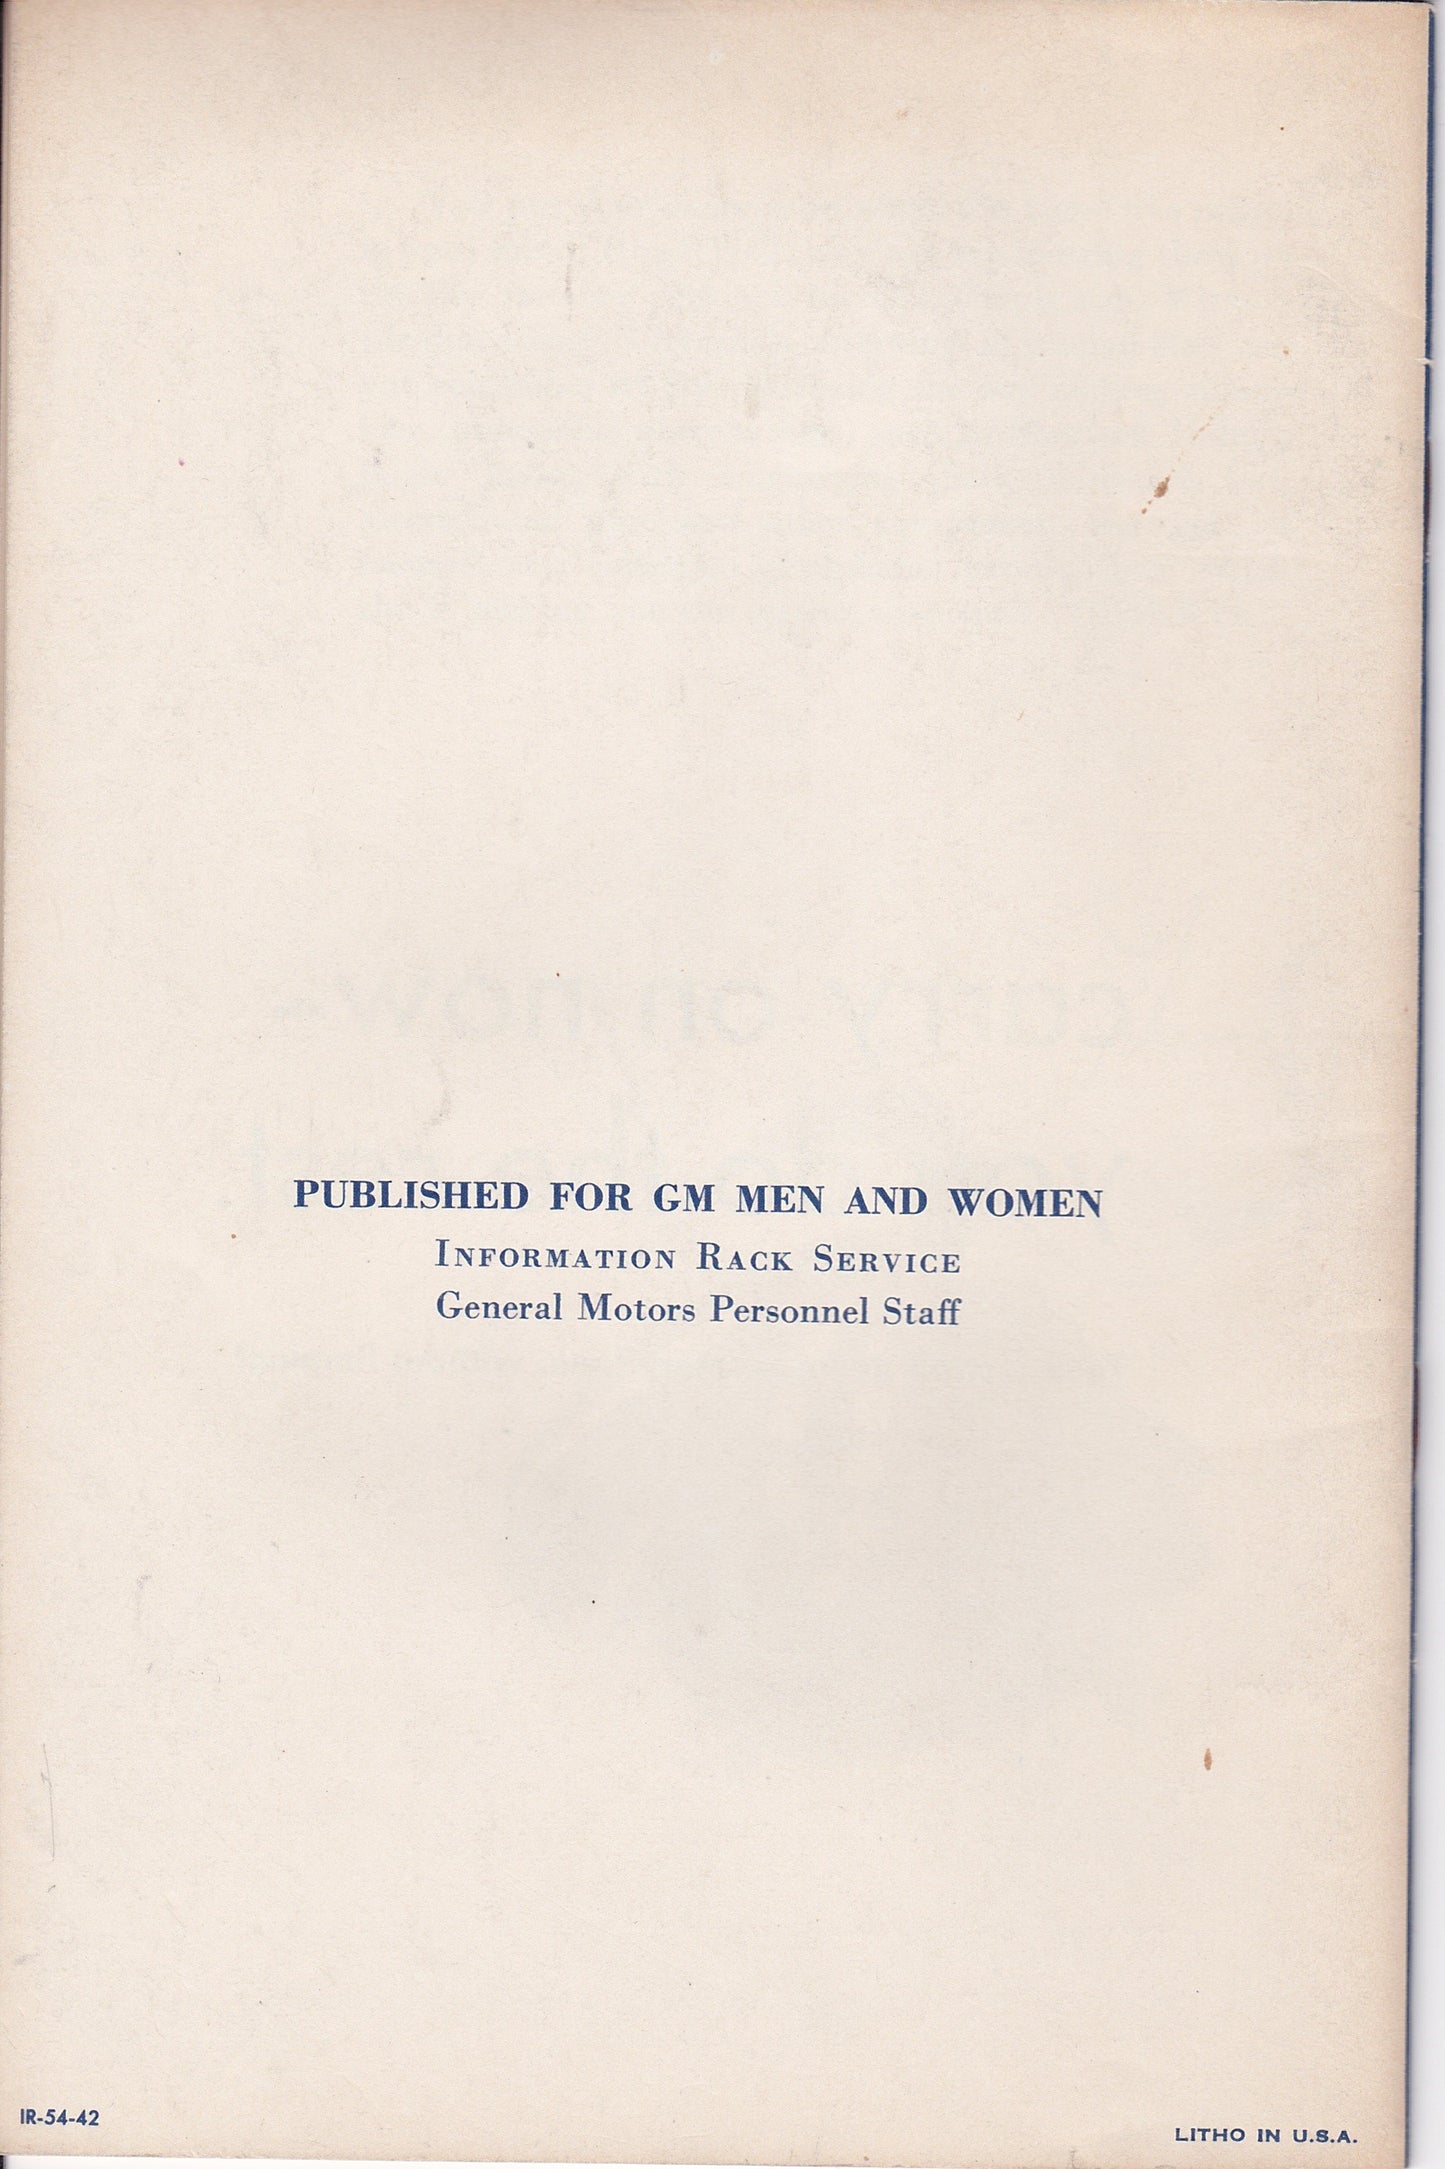 PUBLISHED FOR GM MEN AND WOMEN
INFORMATION RACK SERVICE
General Motors Personnel Staff
IR-54-42
LITHO IN U.S.A.